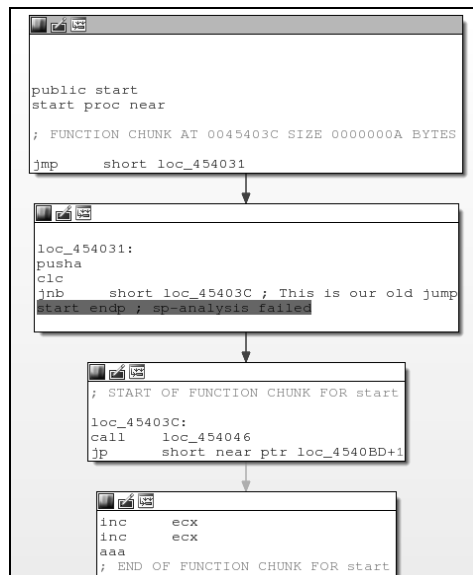 public start
start proc near
; FUNCTION CHUNK AT 0045403C SIZE 0000000A BYTES
jmp     short loc_454031
loc_454031:
pusha
clc
jnb     short loc_45403C ; This is our old jump
start endp ; sp-analysis failed
; START OF FUNCTION CHUNK FOR start
loc_45403C:
call    loc_454046
jp      short near ptr loc_4540BD+1
inc     ecx
inc     ecx
aaa
; END OF FUNCTION CHUNK FOR start